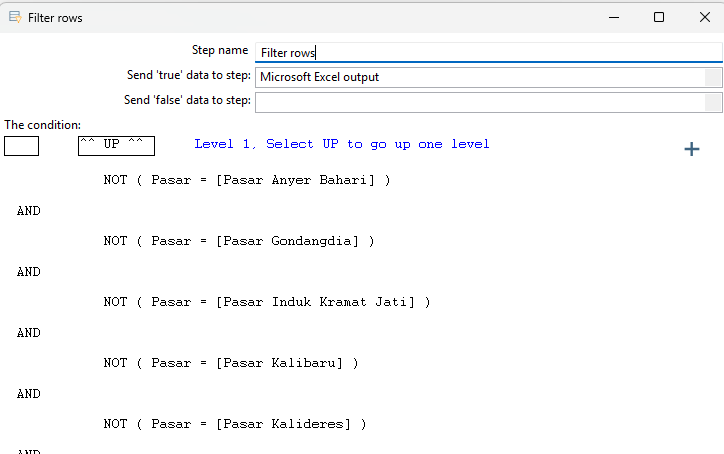 Filter rows
Step name Filter rows
Send 'true' data to step: Microsoft Excel output
Send 'false' data to step:
The condition:
^^ UP ^^ Level 1, Select UP to go up one level
NOT ( Pasar = [Pasar Anyer Bahari] )
AND
NOT ( Pasar = [Pasar Gondangdia] )
AND
NOT ( Pasar = [Pasar Induk Kramat Jati] )
AND
NOT ( Pasar = [Pasar Kalibaru] )
AND
NOT ( Pasar = [Pasar Kalideres] )
AND